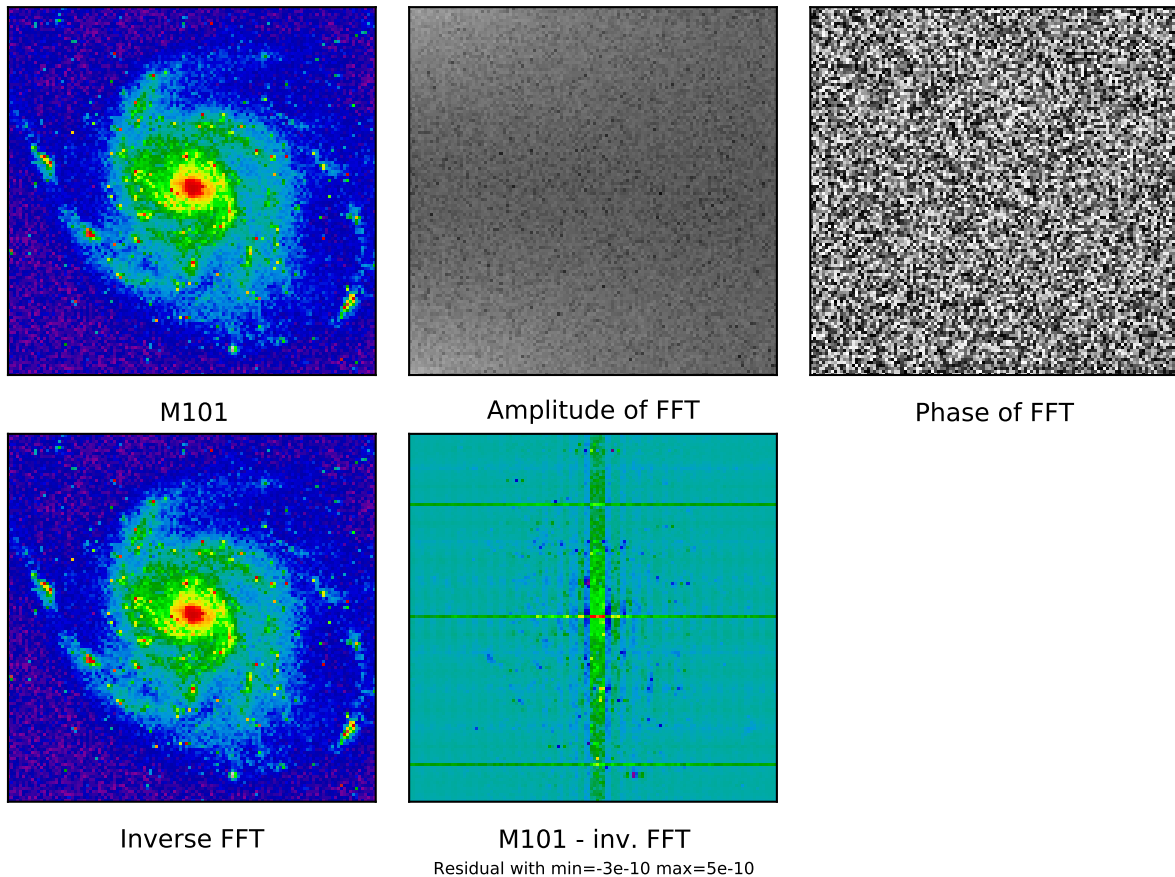 M101
Amplitude of FFT
Phase of FFT
Inverse FFT
M101 - inv. FFT
Residual with min=-3e-10 max=5e-10